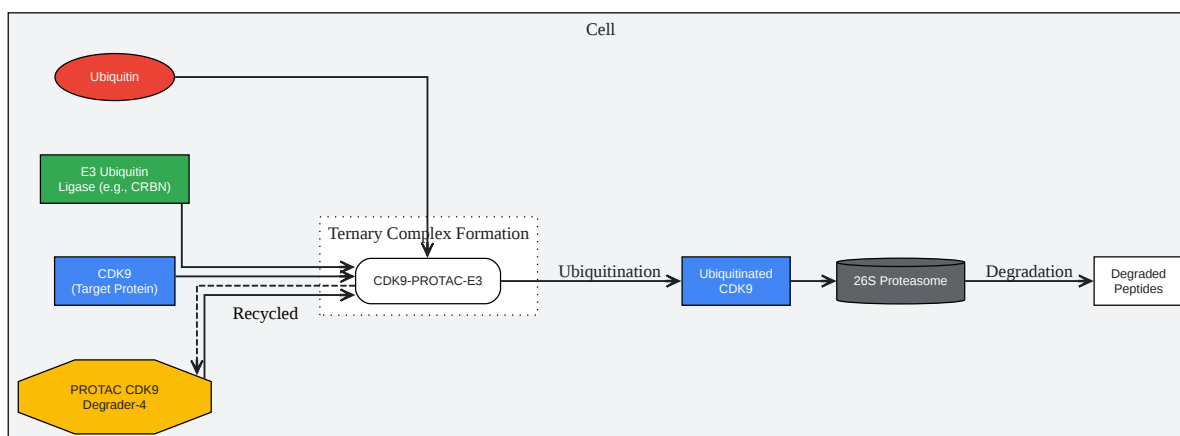 Cell
Ubiquitin
E3 Ubiquitin
Ligase (e.g., CRBN)
Ternary Complex Formation
CDK9
(Target Protein)
CDK9-PROTAC-E3
Ubiquitination
Ubiquitinated
CDK9
26S Proteasome
Degradation
Degraded
Peptides
Recycled
PROTAC CDK9
Degrader-4